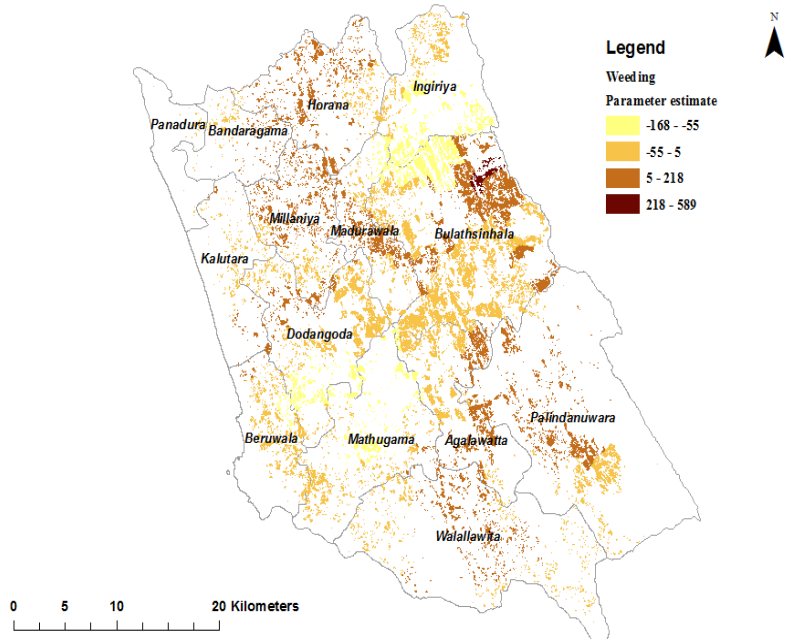 N
Legend
Weeding
Parameter estimate
-168 - -55
-55 - 5
5 - 218
218 - 589
Ingiriya
Horana
Panadura
Bandaragama
Millaniya
Madurawala
Bulathsinhala
Kalutara
Dodangoda
Palindanuwara
Beruwala
Mathugama
Agalawatta
Walallawita
0 5 10 20 Kilometers